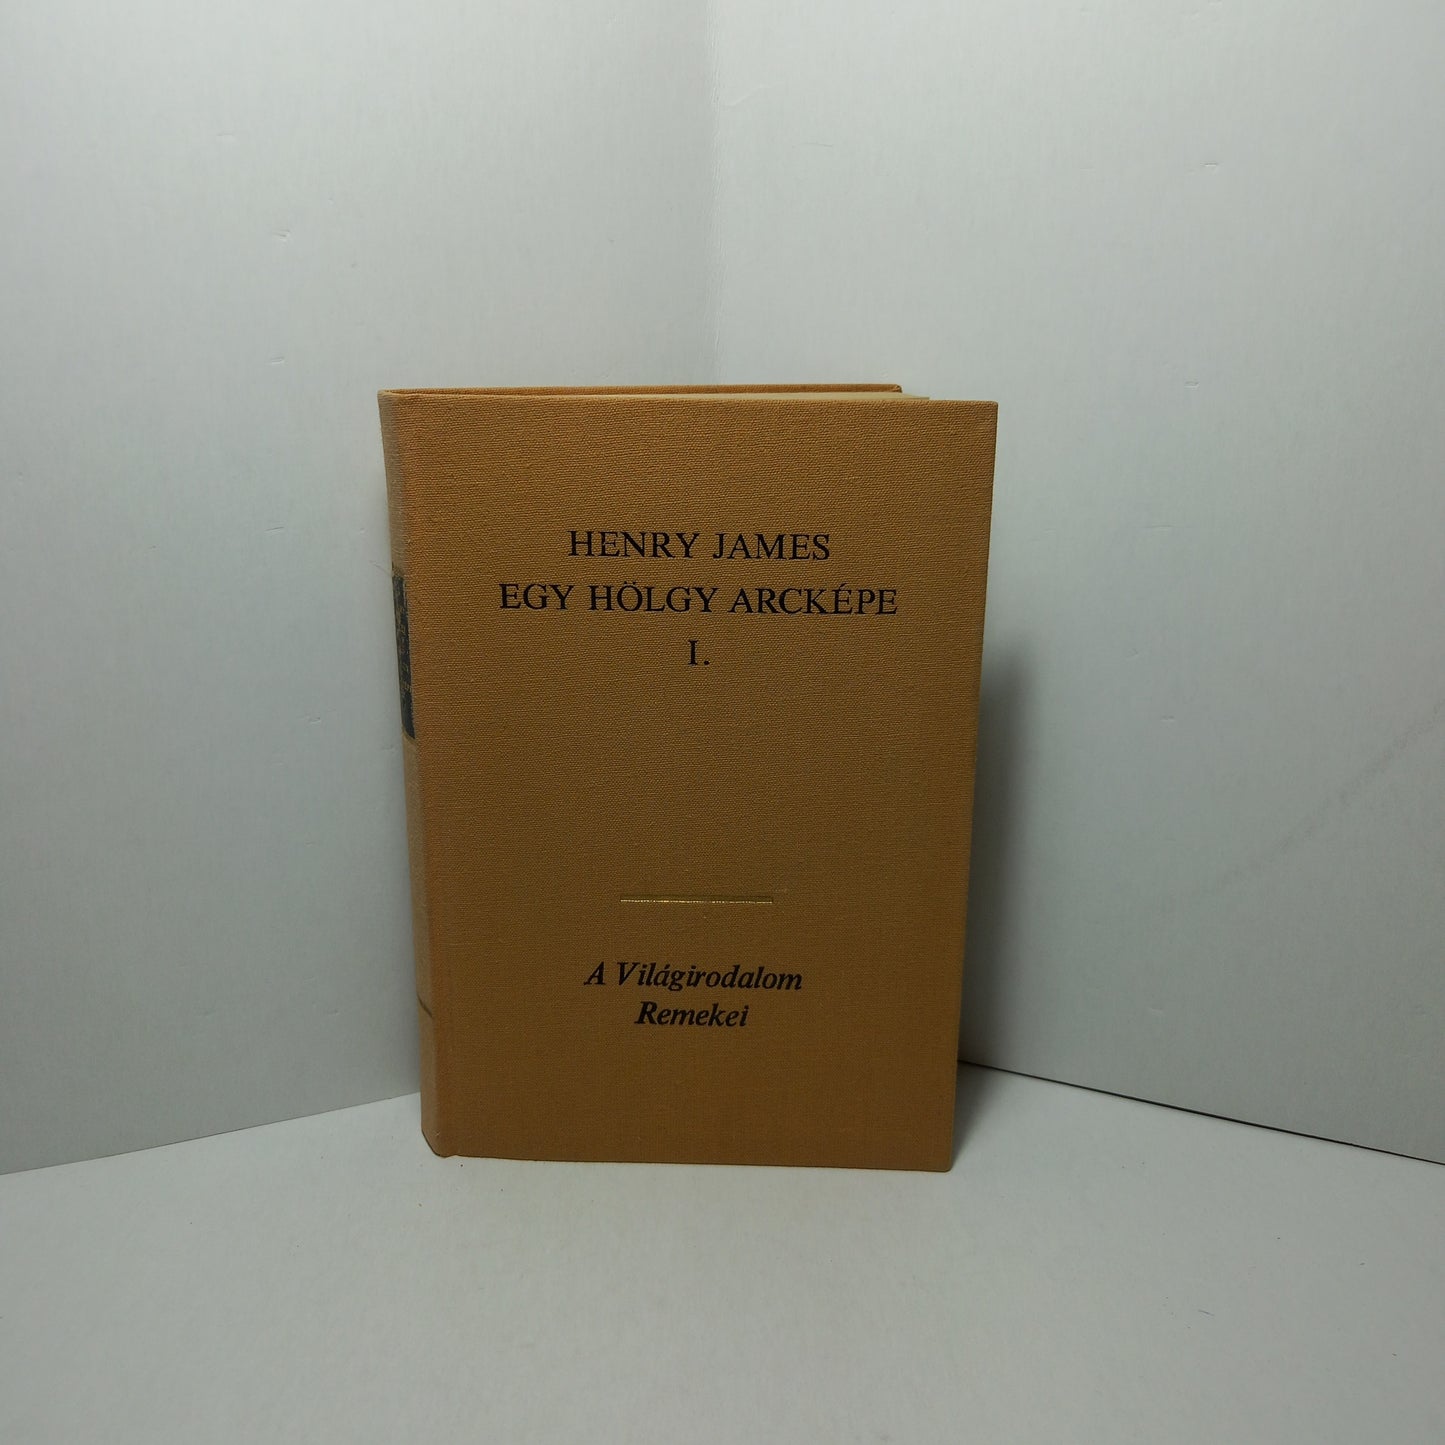 HENRY JAMES
EGY HÖLGY ARCKÉPE
I.
A Világirodalom
Remekei